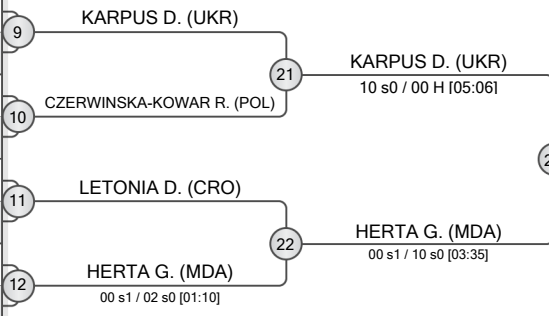 9
KARPUS D. (UKR)
21
KARPUS D. (UKR)
10 s0 / 00 H [05:06]
10
CZERWINSKA-KOWAR R. (POL)
2
11
LETONIA D. (CRO)
22
HERTA G. (MDA)
00 s1 / 10 s0 [03:35]
12
HERTA G. (MDA)
00 s1 / 02 s0 [01:10]